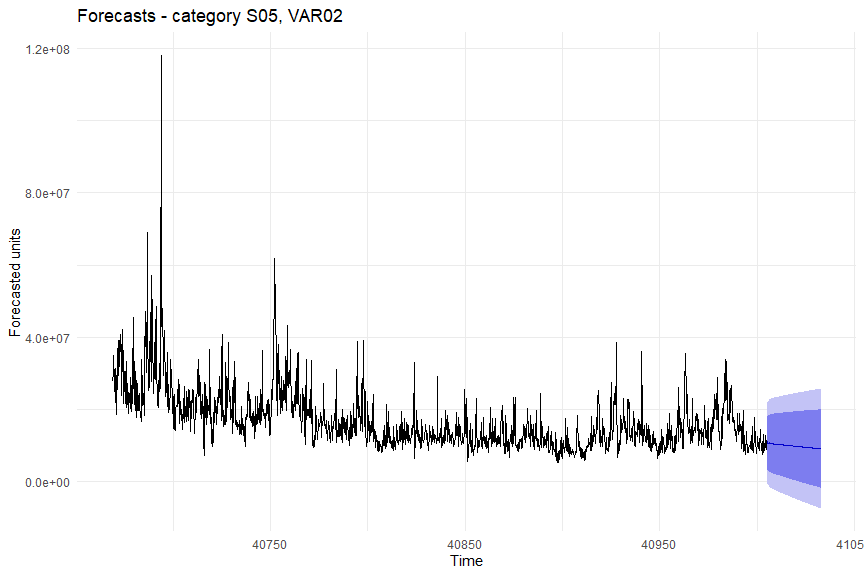 Forecasts - category S05, VAR02
1.2e+08
8.0e+07
4.0e+07
0.0e+00
Forecasted units
40750
40850
40950
4105
Time